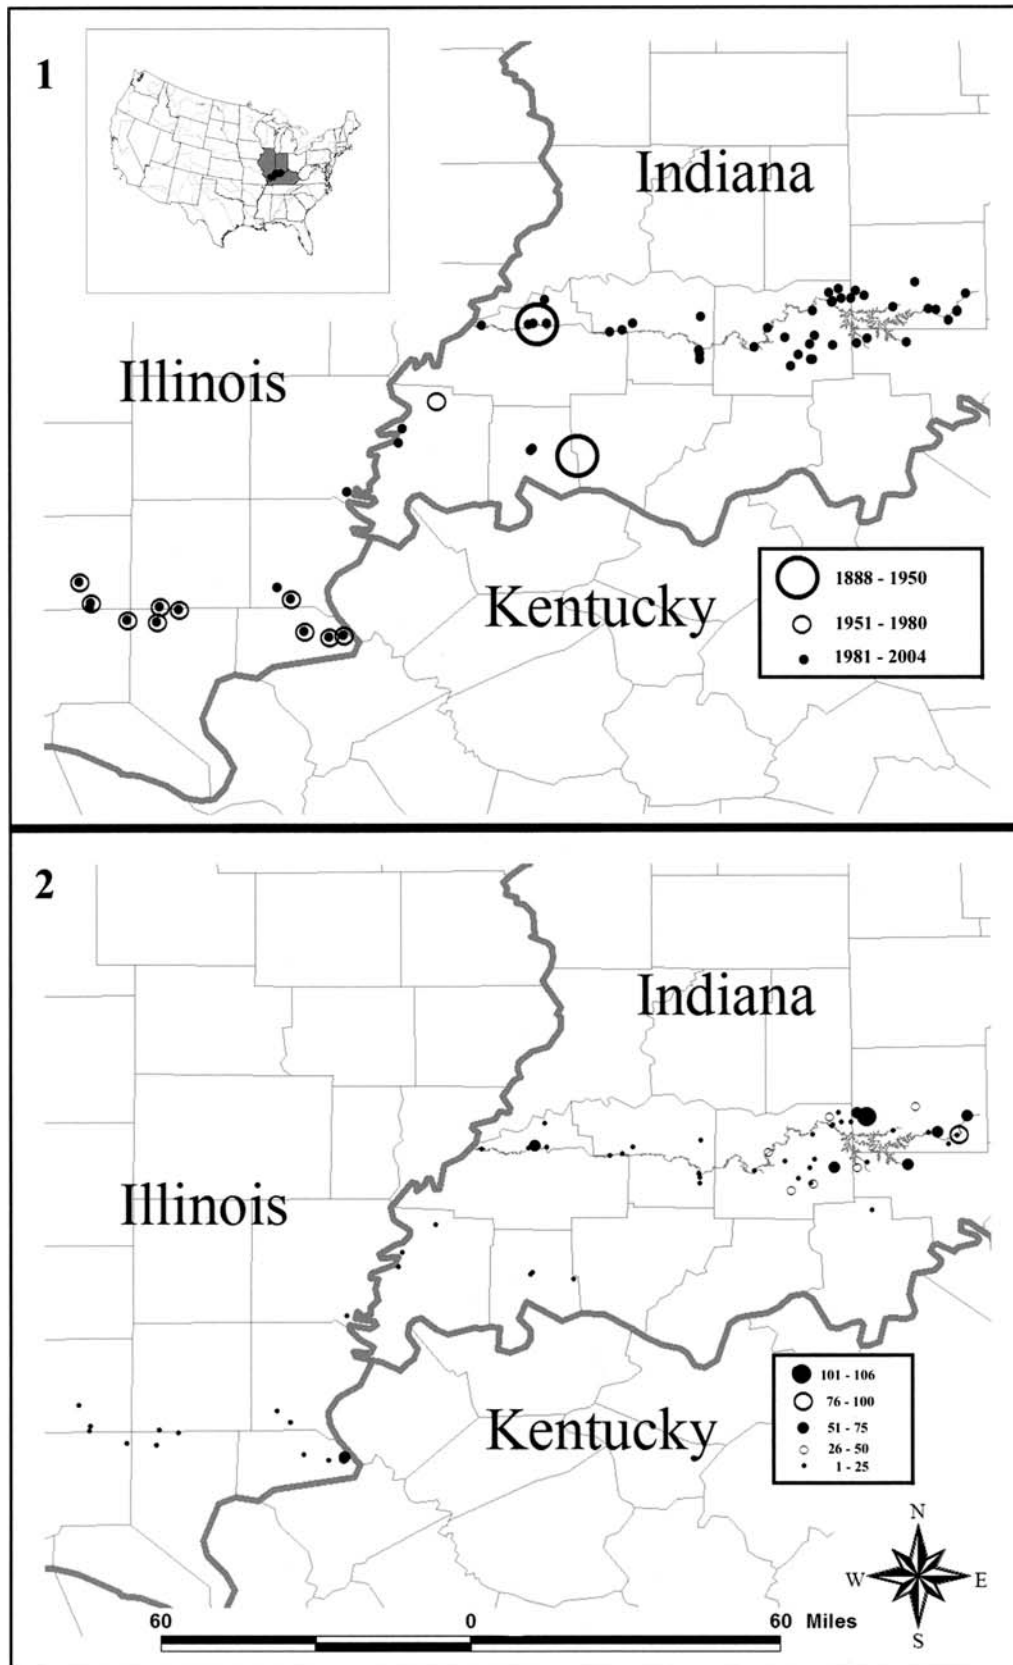 1
Indiana
Illinois
Kentucky
1888 - 1950
1951 - 1980
1981 - 2004
2
Indiana
Illinois
Kentucky
101 - 106
76 - 100
51 - 75
26 - 50
1 - 25
N
W E
S
60 0 60 Miles